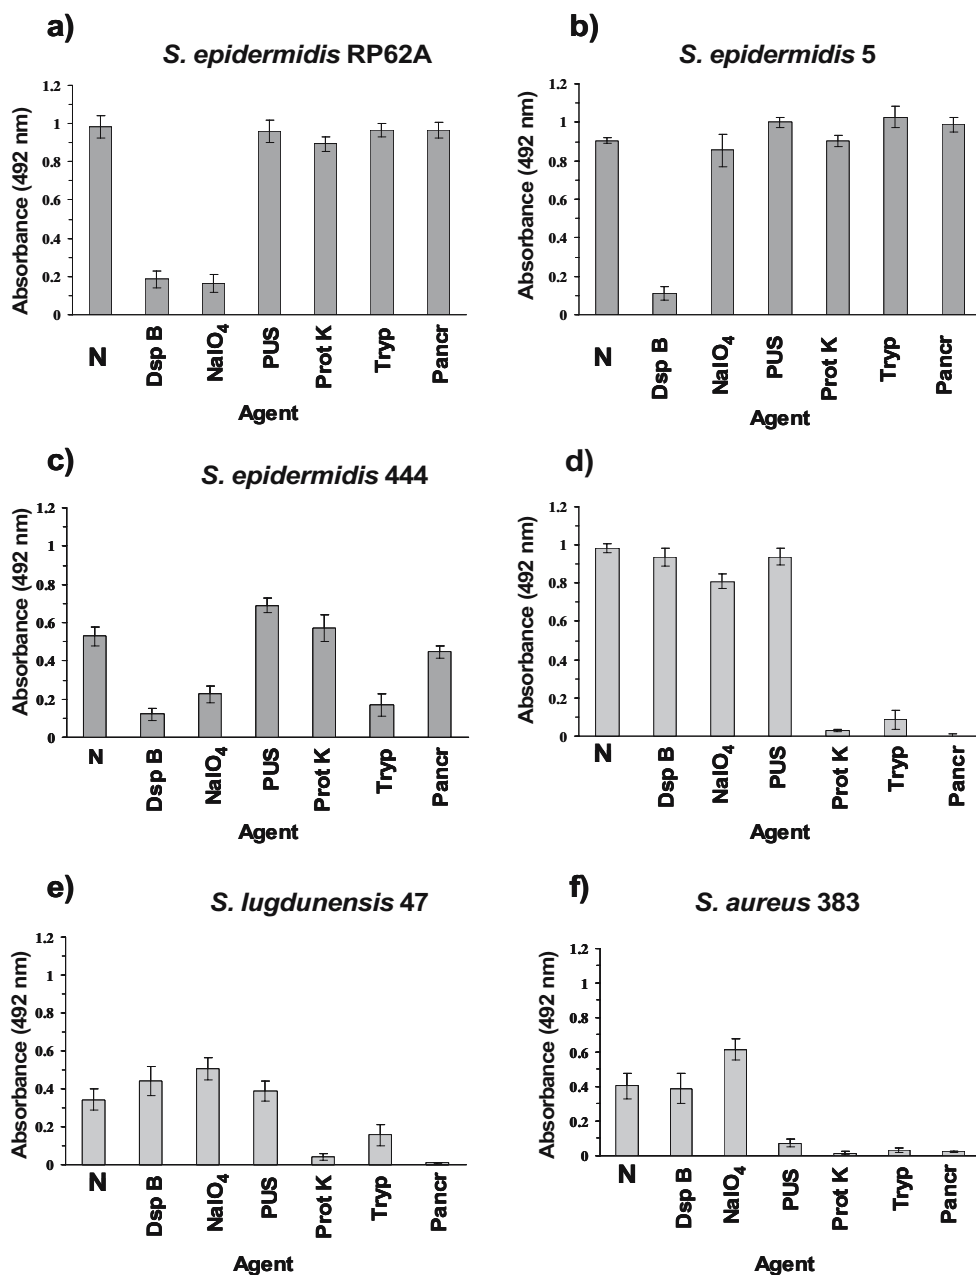 a)
S. epidermidis RP62A
Absorbance (492 nm)
1.2
1
0.8
0.6
0.4
0.2
0
N
Dsp B
NaIO4
PUS
Prot K
Tryp
Pancr
Agent
b)
S. epidermidis 5
Absorbance (492 nm)
1.2
1
0.8
0.6
0.4
0.2
0
N
Dsp B
NaIO4
PUS
Prot K
Tryp
Pancr
Agent
c)
S. epidermidis 444
Absorbance (492 nm)
1.2
1
0.8
0.6
0.4
0.2
0
N
Dsp B
NaIO4
PUS
Prot K
Tryp
Pancr
Agent
d)
Absorbance (492 nm)
1.2
1
0.8
0.6
0.4
0.2
0
N
Dsp B
NaIO4
PUS
Prot K
Tryp
Pancr
Agent
e)
S. lugdunensis 47
Absorbance (492 nm)
1.2
1
0.8
0.6
0.4
0.2
0
N
Dsp B
NaIO4
PUS
Prot K
Tryp
Pancr
Agent
f)
S. aureus 383
Absorbance (492 nm)
1.2
1
0.8
0.6
0.4
0.2
0
N
Dsp B
NaIO4
PUS
Prot K
Tryp
Pancr
Agent